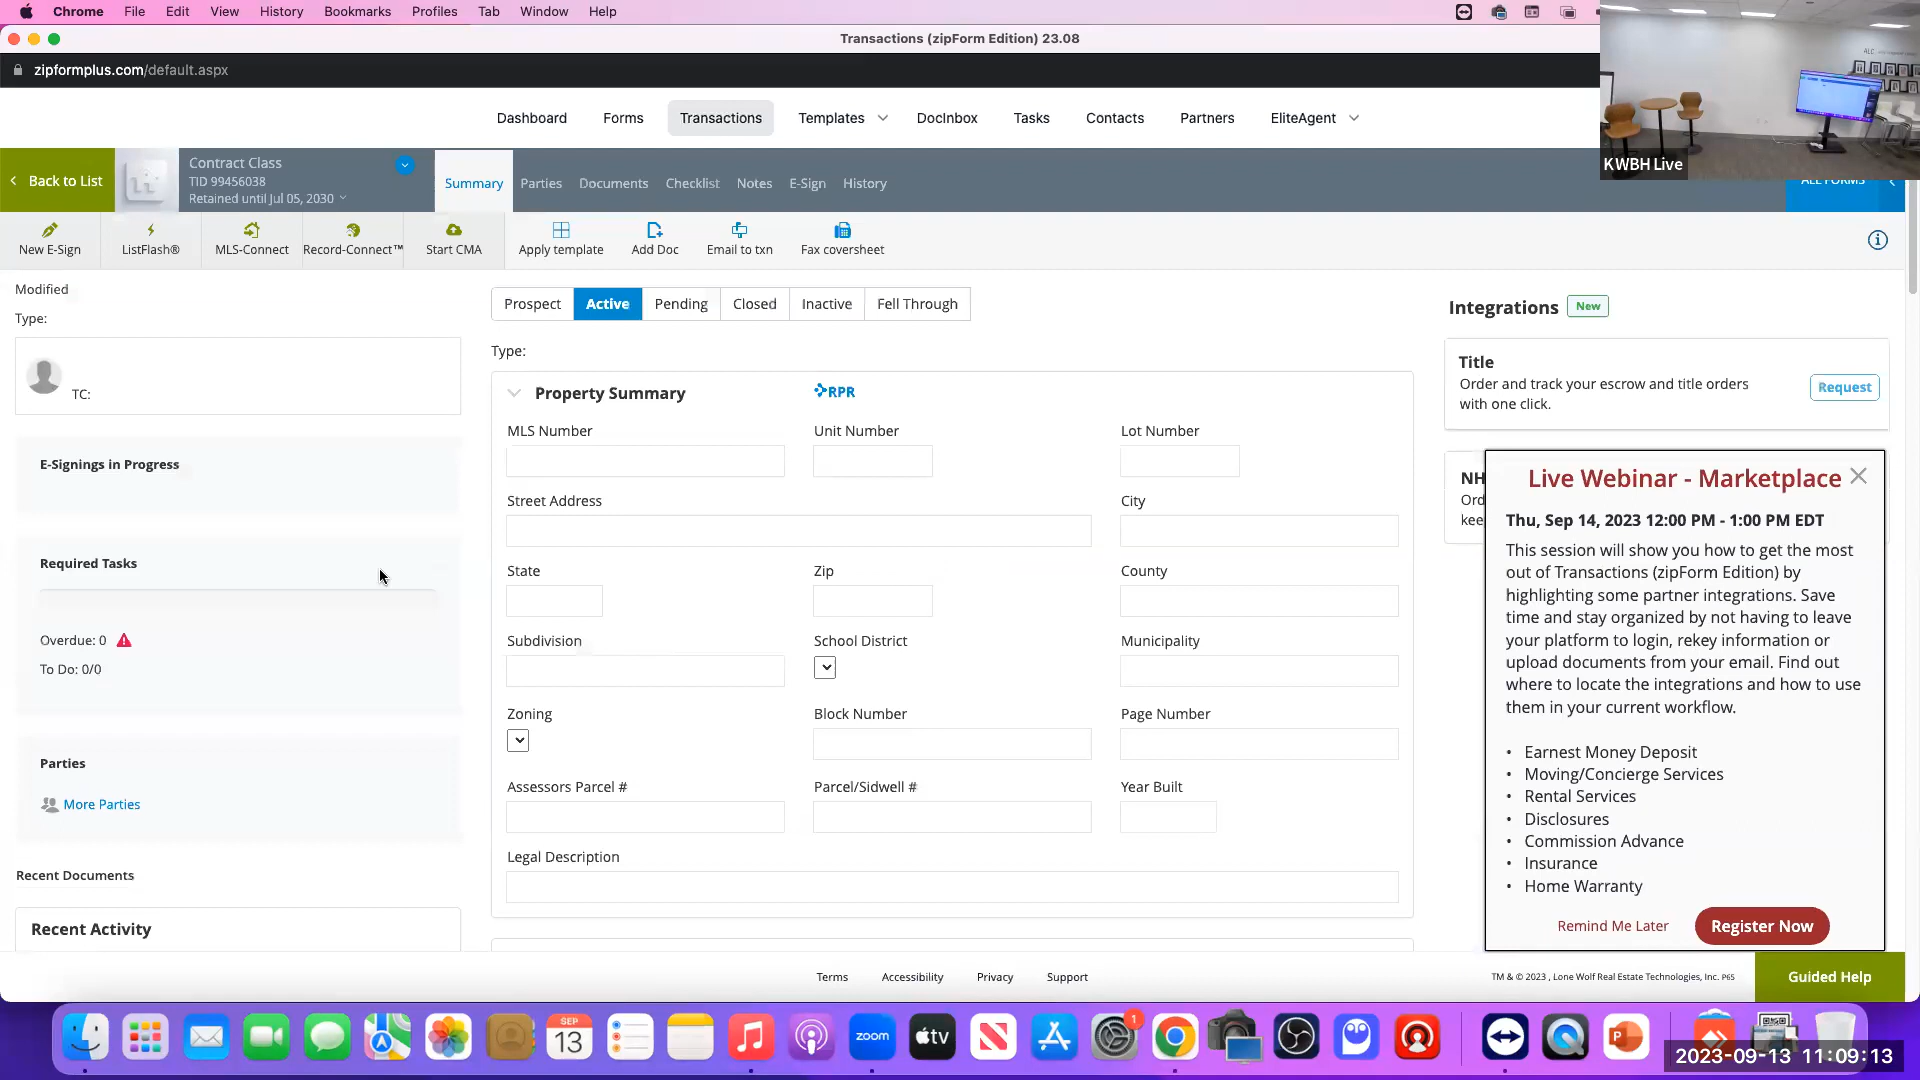 Chrome File Edit View History Bookmarks Profiles Tab Window Help
Transactions (zipForm Edition) 23.08
zipformplus.com/default.aspx
Dashboard Forms Transactions Templates DocInbox Tasks Contacts Partners EliteAgent
KWBH Live
Back to List
Contract Class
TID 99456038
Retained until Jul 05, 2030
Summary Parties Documents Checklist Notes E-Sign History
ALL FORMS
New E-Sign ListFlash® MLS-Connect Record-Connect™ Start CMA Apply template Add Doc Email to txn Fax coversheet
Modified
Type:
TC:
E-Signings in Progress
Required Tasks
Overdue: 0
To Do: 0/0
Parties
More Parties
Recent Documents
Recent Activity
Prospect Active Pending Closed Inactive Fell Through
Type:
Property Summary RPR
MLS Number Unit Number Lot Number
Street Address City
State Zip County
Subdivision School District Municipality
Zoning Block Number Page Number
Assessors Parcel # Parcel/Sidwell # Year Built
Legal Description
Integrations New
Title
Order and track your escrow and title orders
with one click.
Request
NH
Ord
kee
Live Webinar - Marketplace
Thu, Sep 14, 2023 12:00 PM - 1:00 PM EDT
This session will show you how to get the most
out of Transactions (zipForm Edition) by
highlighting some partner integrations. Save
time and stay organized by not having to leave
your platform to login, rekey information or
upload documents from your email. Find out
where to locate the integrations and how to use
them in your current workflow.
• Earnest Money Deposit
• Moving/Concierge Services
• Rental Services
• Disclosures
• Commission Advance
• Insurance
• Home Warranty
Remind Me Later Register Now
Terms Accessibility Privacy Support
TM & © 2023 , Lone Wolf Real Estate Technologies, Inc. P65
Guided Help
SEP
13
zoom
tv
1
P
2023-09-13 11:09:13